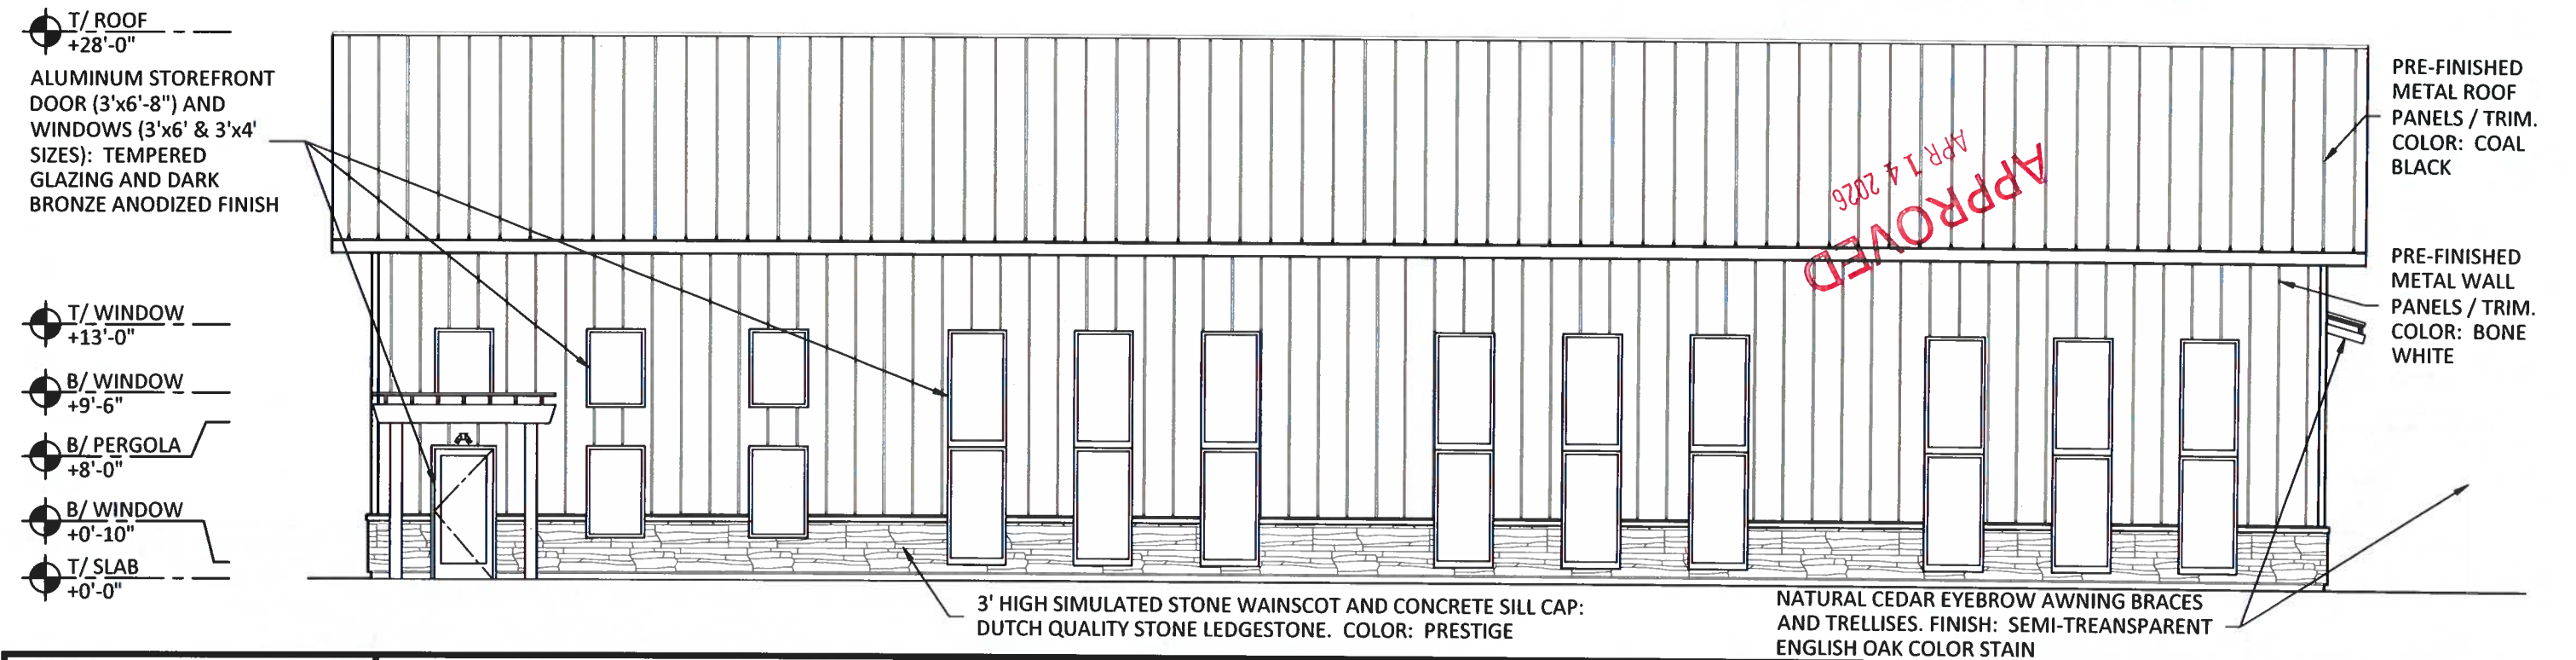 T/ ROOF
+28'-0"
ALUMINUM STOREFRONT
DOOR (3'x6'-8") AND
WINDOWS (3'x6' & 3'x4'
SIZES): TEMPERED
GLAZING AND DARK
BRONZE ANODIZED FINISH
T/ WINDOW
+13'-0"
B/ WINDOW
+9'-6"
B/ PERGOLA
+8'-0"
B/ WINDOW
+0'-10"
T/ SLAB
+0'-0"
APPROVED
APR 14 2026
PRE-FINISHED
METAL ROOF
PANELS / TRIM.
COLOR: COAL
BLACK
PRE-FINISHED
METAL WALL
PANELS / TRIM.
COLOR: BONE
WHITE
3' HIGH SIMULATED STONE WAINSCOT AND CONCRETE SILL CAP:
DUTCH QUALITY STONE LEDGESTONE. COLOR: PRESTIGE
NATURAL CEDAR EYEBROW AWNING BRACES
AND TRELLISES. FINISH: SEMI-TREANSPARENT
ENGLISH OAK COLOR STAIN